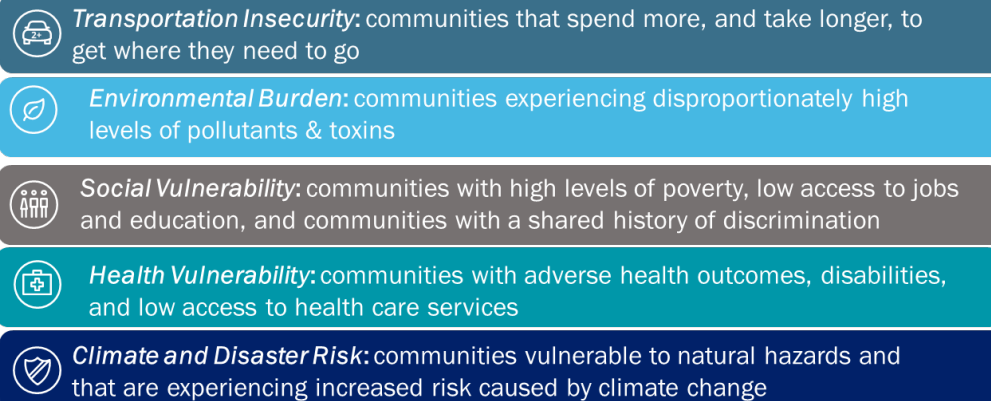 Transportation Insecurity: communities that spend more, and take longer, to
get where they need to go
Environmental Burden: communities experiencing disproportionately high
levels of pollutants & toxins
Social Vulnerability: communities with high levels of poverty, low access to jobs
and education, and communities with a shared history of discrimination
Health Vulnerability: communities with adverse health outcomes, disabilities,
and low access to health care services
Climate and Disaster Risk: communities vulnerable to natural hazards and
that are experiencing increased risk caused by climate change
2+